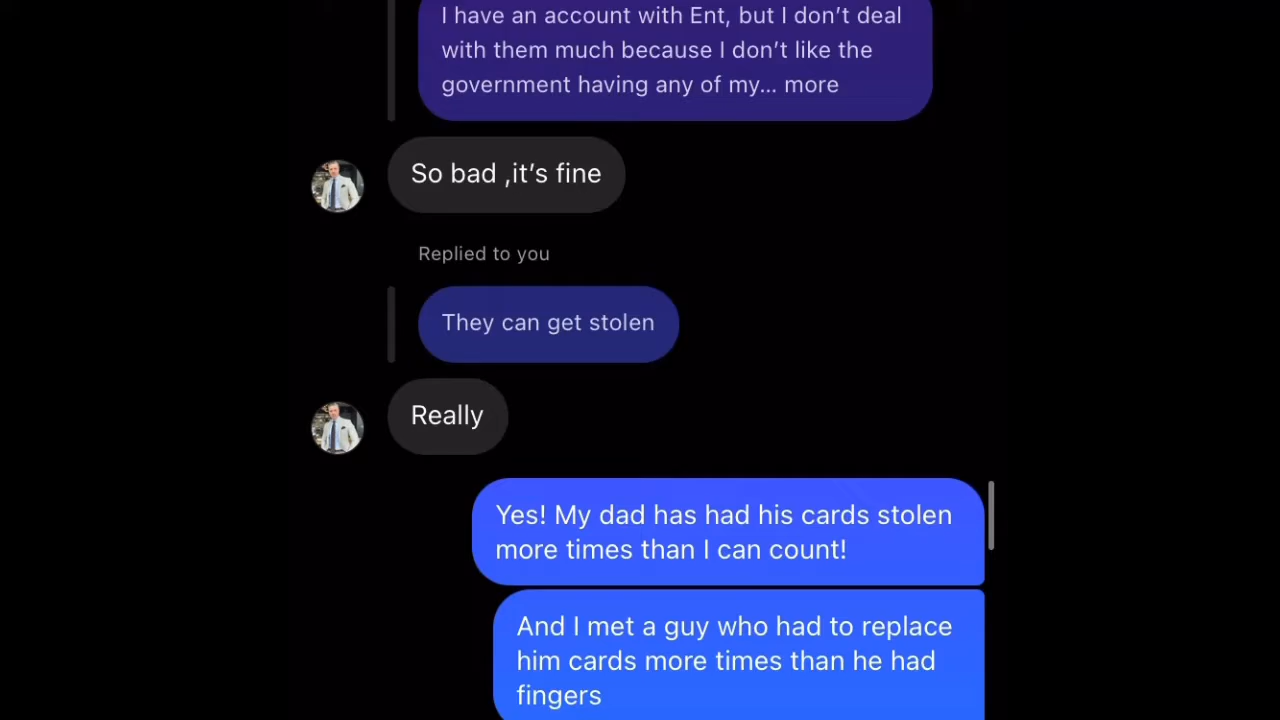 I have an account with Ent, but I don’t deal
with them much because I don’t like the
government having any of my... more
So bad ,it’s fine
Replied to you
They can get stolen
Really
Yes! My dad has had his cards stolen
more times than I can count!
And I met a guy who had to replace
him cards more times than he had
fingers